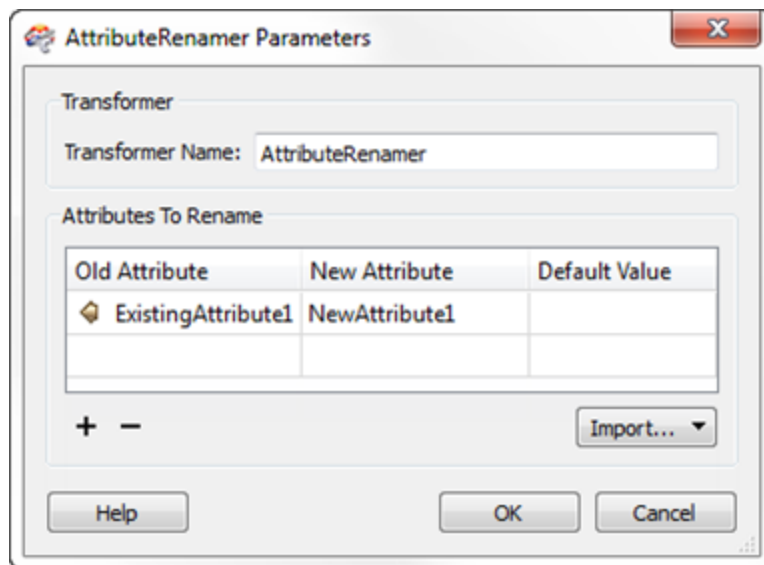 AttributeRenamer Parameters
Transformer
Transformer Name: AttributeRenamer
Attributes To Rename
Old Attribute New Attribute Default Value
ExistingAttribute1 NewAttribute1
+ −
Import...
Help OK Cancel